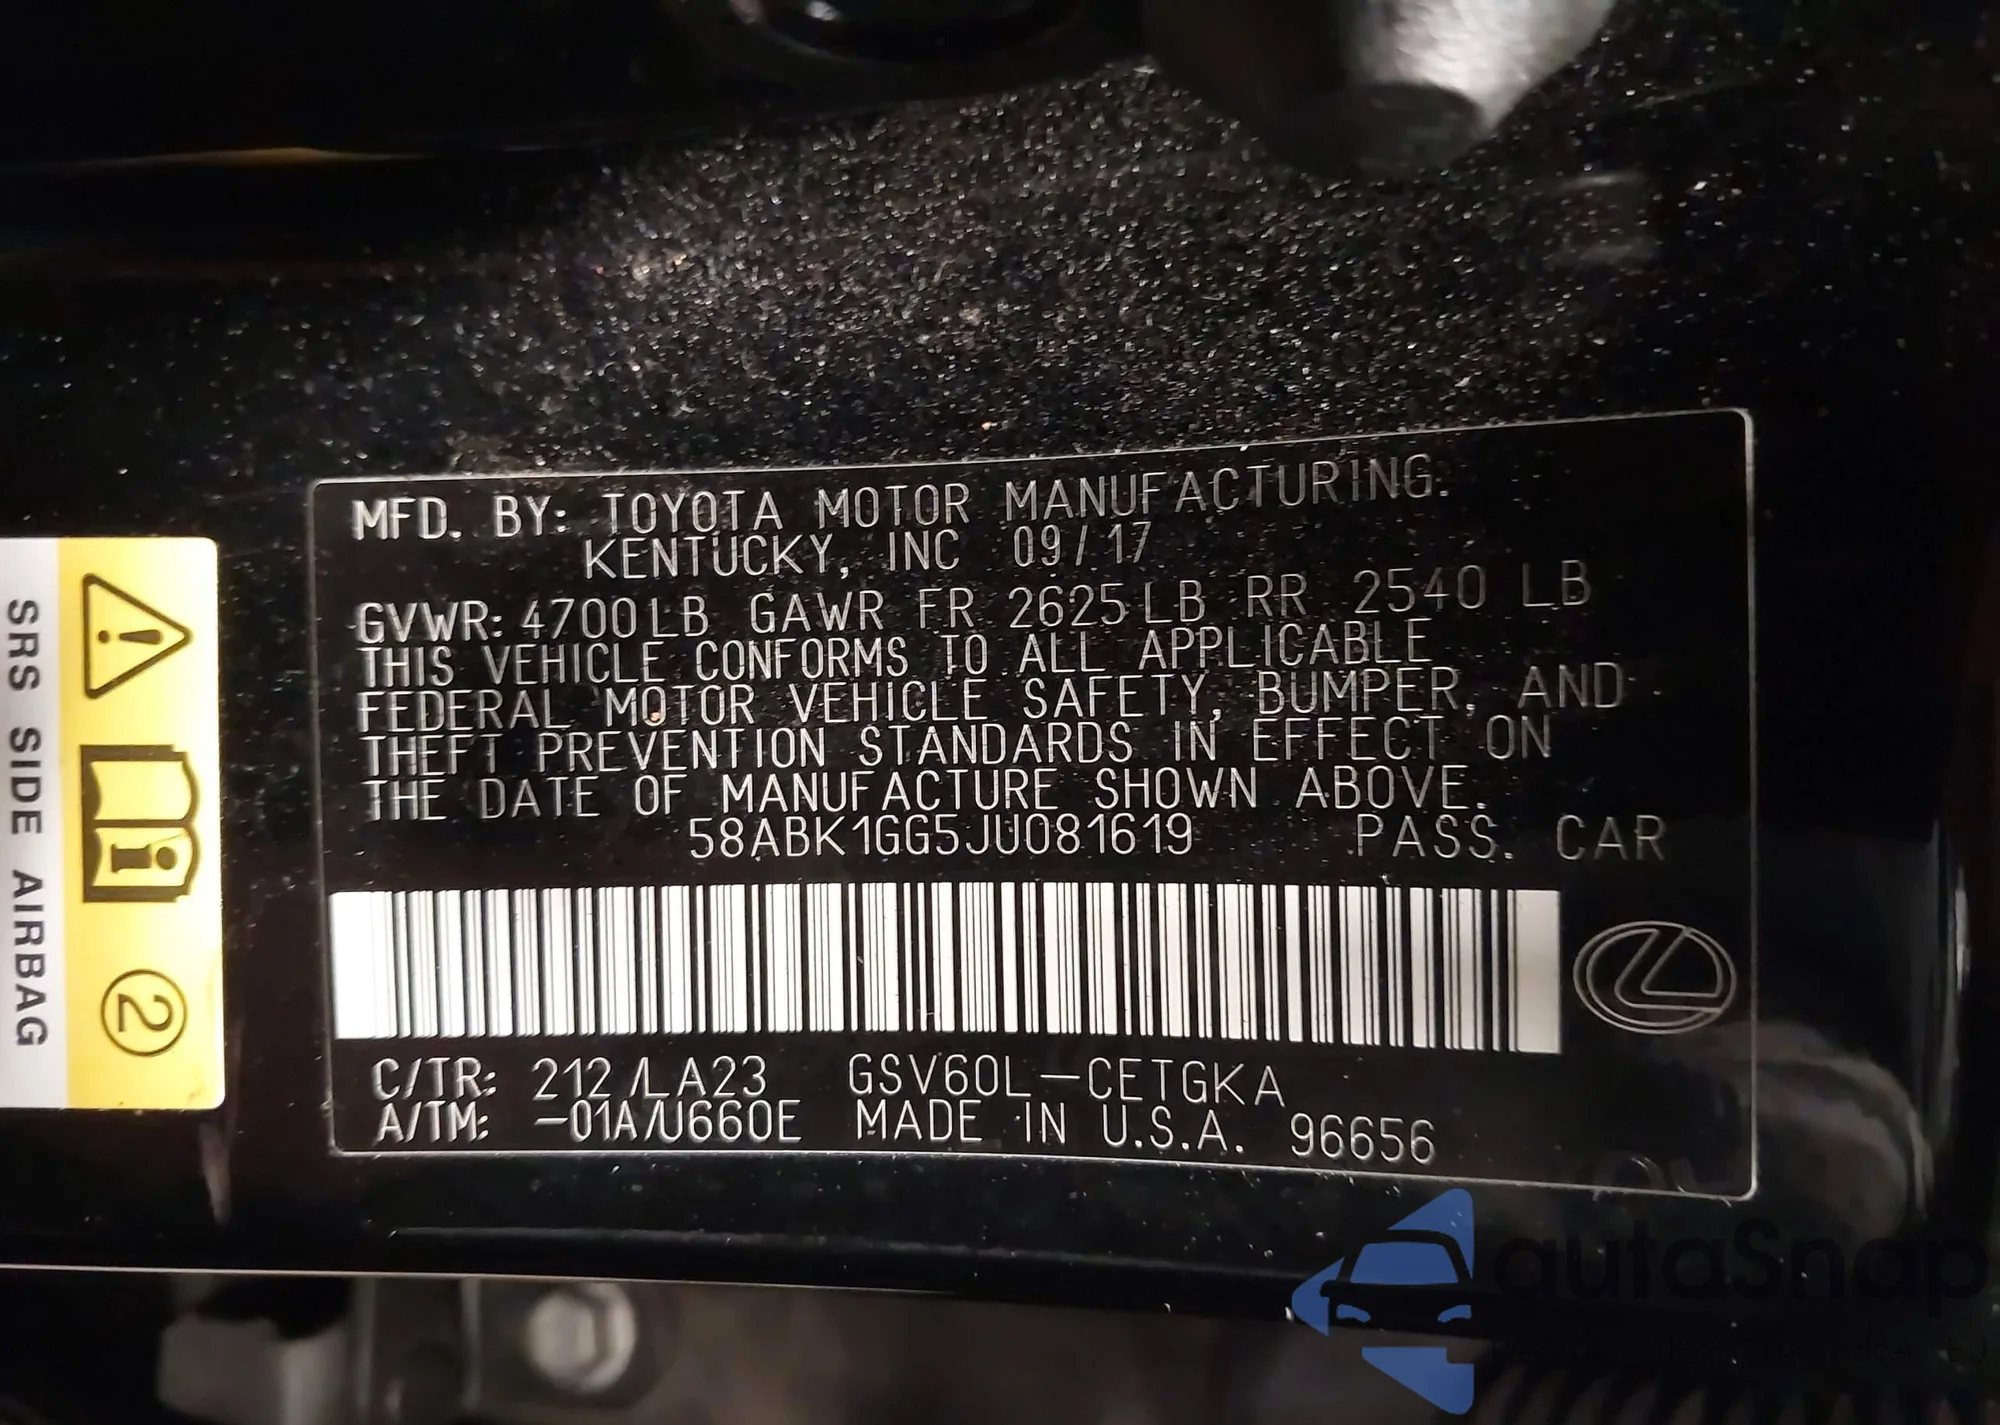 MFD. BY: TOYOTA MOTOR MANUFACTURING.
KENTUCKY, INC 09/17
GVWR: 4700LB GAWR FR 2625LB RR 2540 LB
THIS VEHICLE CONFORMS TO ALL APPLICABLE
FEDERAL MOTOR VEHICLE SAFETY, BUMPER, AND
THEFT PREVENTION STANDARDS IN EFFECT ON
THE DATE OF MANUFACTURE SHOWN ABOVE.
58ABK1GG5JU081619 PASS. CAR
C/TR: 212/LA23 GSV60L-CETGKA
A/TM: -01A/U660E MADE IN U.S.A. 96656
SRS SIDE AIRBAG
2
autaSnap